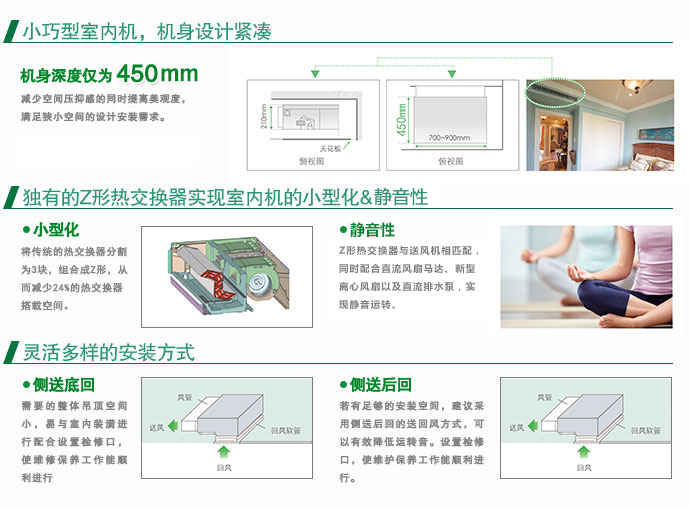 小巧型室内机，机身设计紧凑
机身深度仅为 450mm
减少空间压抑感的同时提高美观度，
满足狭小空间的设计安装需求。
210mm
天花板
侧视图
450mm
700~900mm
俯视图
独有的Z形热交换器实现室内机的小型化&静音性
●小型化
将传统的热交换器分割
为3块，组合成Z形，从
而减少24%的热交换器
搭载空间。
●静音性
Z形热交换器与送风机相匹配，
同时配合直流风扇马达、新型
离心风扇以及直流排水泵，实
现静音运转。
灵活多样的安装方式
●侧送底回
需要的整体吊顶空间
小，易与室内装潢进
行配合设置检修口，
使维修保养工作能顺
利进行
风管
送风
回风软管
回风
●侧送后回
若有足够的安装空间，建议采
用侧送后回的送回风方式，可
以有效降低运转音。设置检修
口，使维护保养工作能顺利进
行。
风管
送风
回风软管
回风